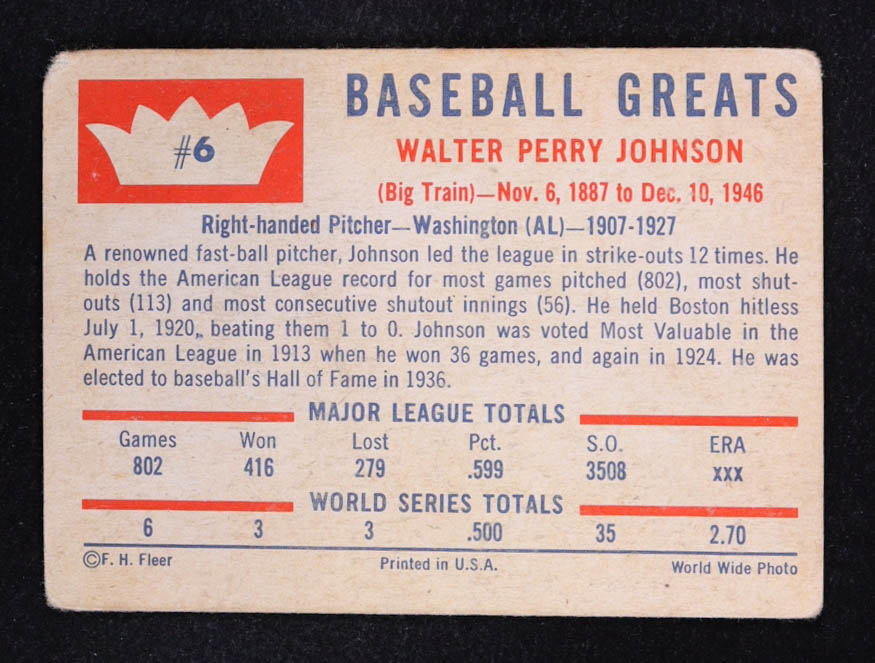 #6
BASEBALL GREATS
WALTER PERRY JOHNSON
(Big Train)—Nov. 6, 1887 to Dec. 10, 1946
Right-handed Pitcher—Washington (AL)—1907-1927
A renowned fast-ball pitcher, Johnson led the league in strike-outs 12 times. He
holds the American League record for most games pitched (802), most shut-
outs (113) and most consecutive shutout innings (56). He held Boston hitless
July 1, 1920, beating them 1 to 0. Johnson was voted Most Valuable in the
American League in 1913 when he won 36 games, and again in 1924. He was
elected to baseball's Hall of Fame in 1936.
MAJOR LEAGUE TOTALS
Games Won Lost Pct. S.O. ERA
802 416 279 .599 3508 xxx
WORLD SERIES TOTALS
6 3 3 .500 35 2.70
©F. H. Fleer Printed in U.S.A. World Wide Photo